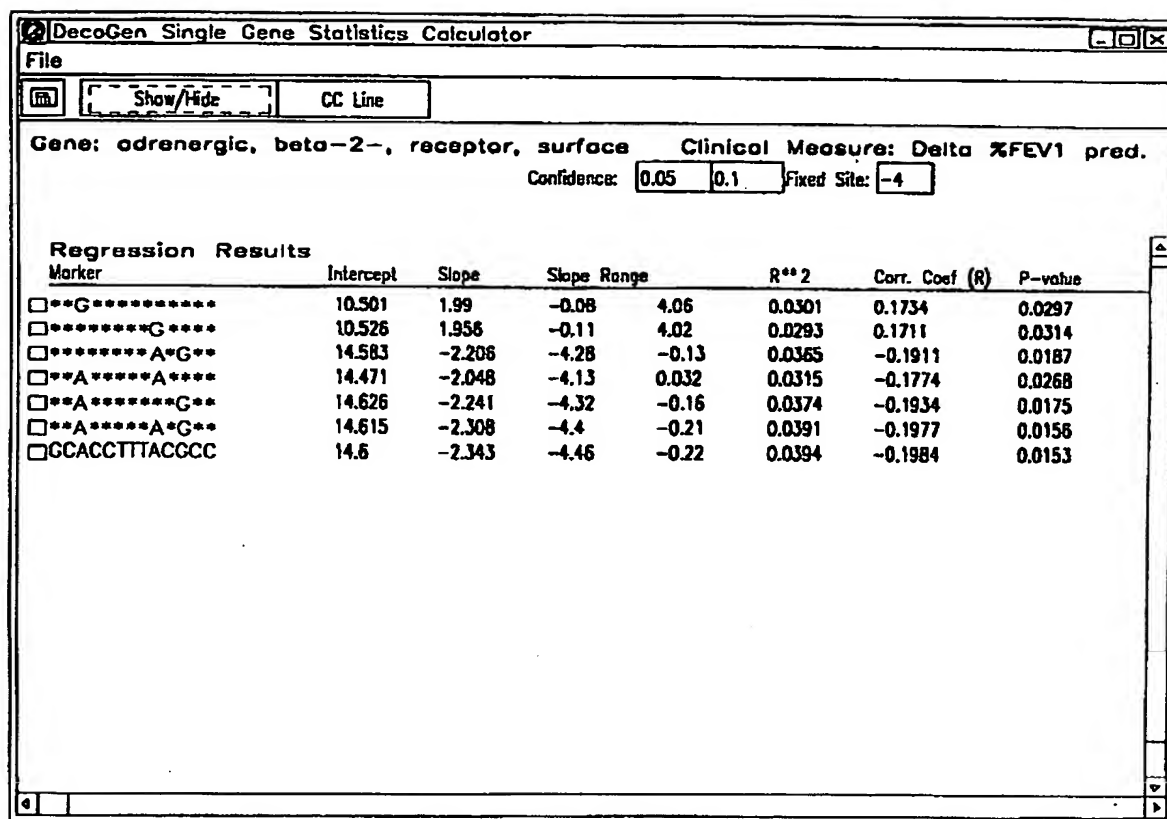 DecoGen Single Gene Statistics Calculator
File
Show/Hide CC Line
Gene: adrenergic, beta-2-, receptor, surface Clinical Measure: Delta %FEV1 pred.
Confidence: 0.05 0.1 Fixed Site: -4
Regression Results
Marker Intercept Slope Slope Range R**2 Corr. Coef (R) P-value
**G********** 10.501 1.99 -0.08 4.06 0.0301 0.1734 0.0297
********G**** 10.526 1.956 -0.11 4.02 0.0293 0.1711 0.0314
********A*G** 14.583 -2.206 -4.28 -0.13 0.0365 -0.1911 0.0187
**A*****A**** 14.471 -2.048 -4.13 0.032 0.0315 -0.1774 0.0268
**A*******G** 14.626 -2.241 -4.32 -0.16 0.0374 -0.1934 0.0175
**A*****A*G** 14.615 -2.308 -4.4 -0.21 0.0391 -0.1977 0.0156
GCACCTTTACGCC 14.6 -2.343 -4.46 -0.22 0.0394 -0.1984 0.0153